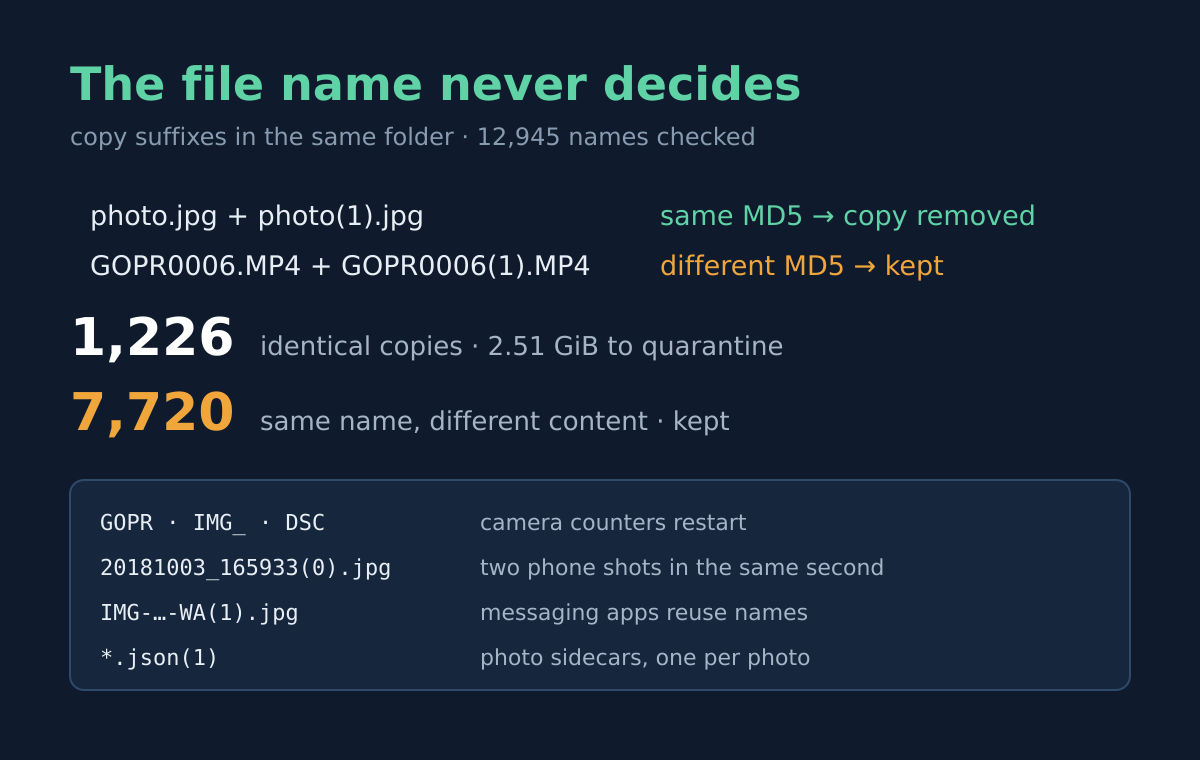 The file name never decides
copy suffixes in the same folder · 12,945 names checked
photo.jpg + photo(1).jpg same MD5 → copy removed
GOPR0006.MP4 + GOPR0006(1).MP4 different MD5 → kept
1,226 identical copies · 2.51 GiB to quarantine
7,720 same name, different content · kept
GOPR · IMG_ · DSC camera counters restart
20181003_165933(0).jpg two phone shots in the same second
IMG-…-WA(1).jpg messaging apps reuse names
*.json(1) photo sidecars, one per photo